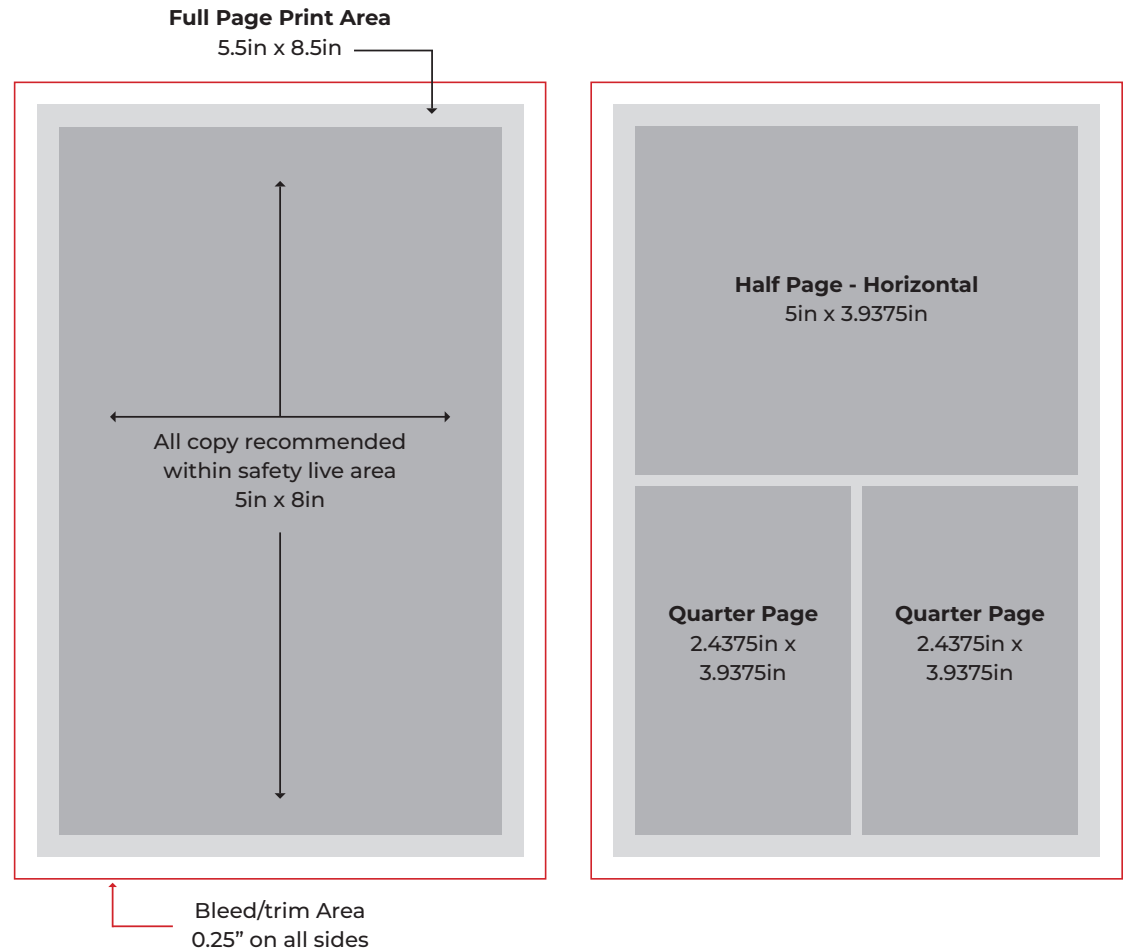 Full Page Print Area
5.5in x 8.5in
All copy recommended
within safety live area
5in x 8in
Bleed/trim Area
0.25” on all sides
Half Page - Horizontal
5in x 3.9375in
Quarter Page
2.4375in x
3.9375in
Quarter Page
2.4375in x
3.9375in